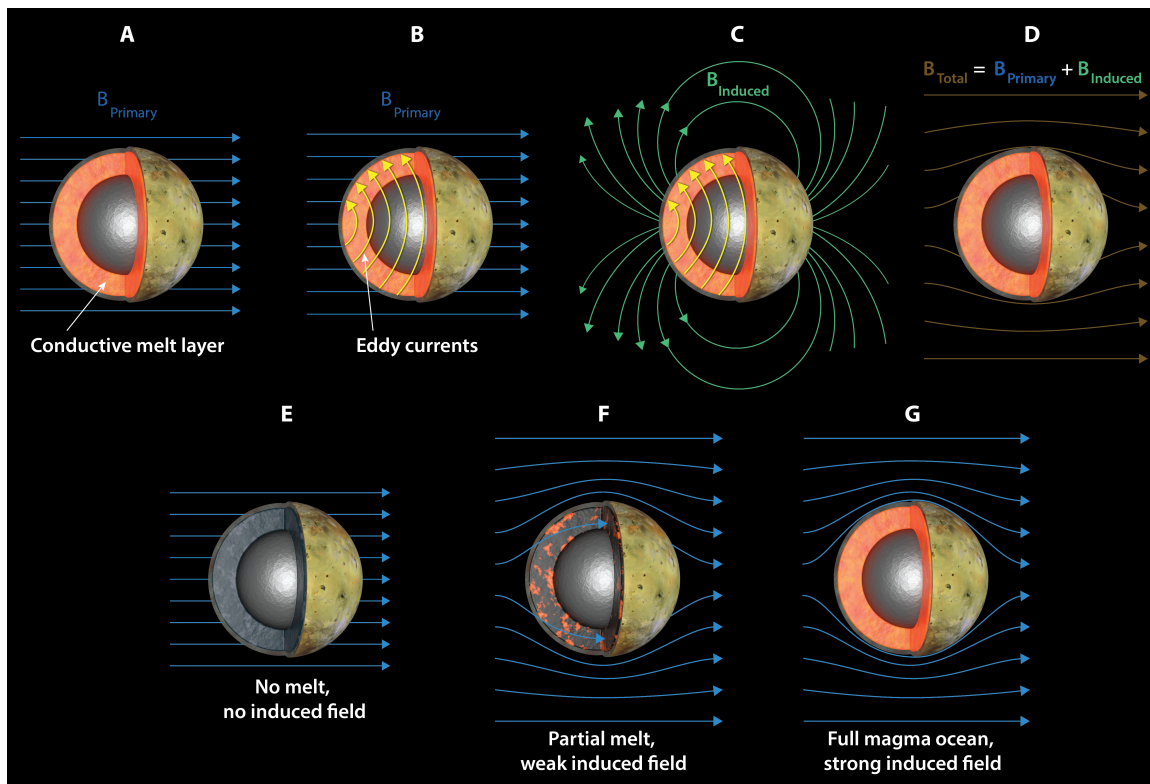 A
B
C
D
B Primary
B Primary
B Induced
B Total = B Primary + B Induced
Conductive melt layer
Eddy currents
E
F
G
No melt,
no induced field
Partial melt,
weak induced field
Full magma ocean,
strong induced field